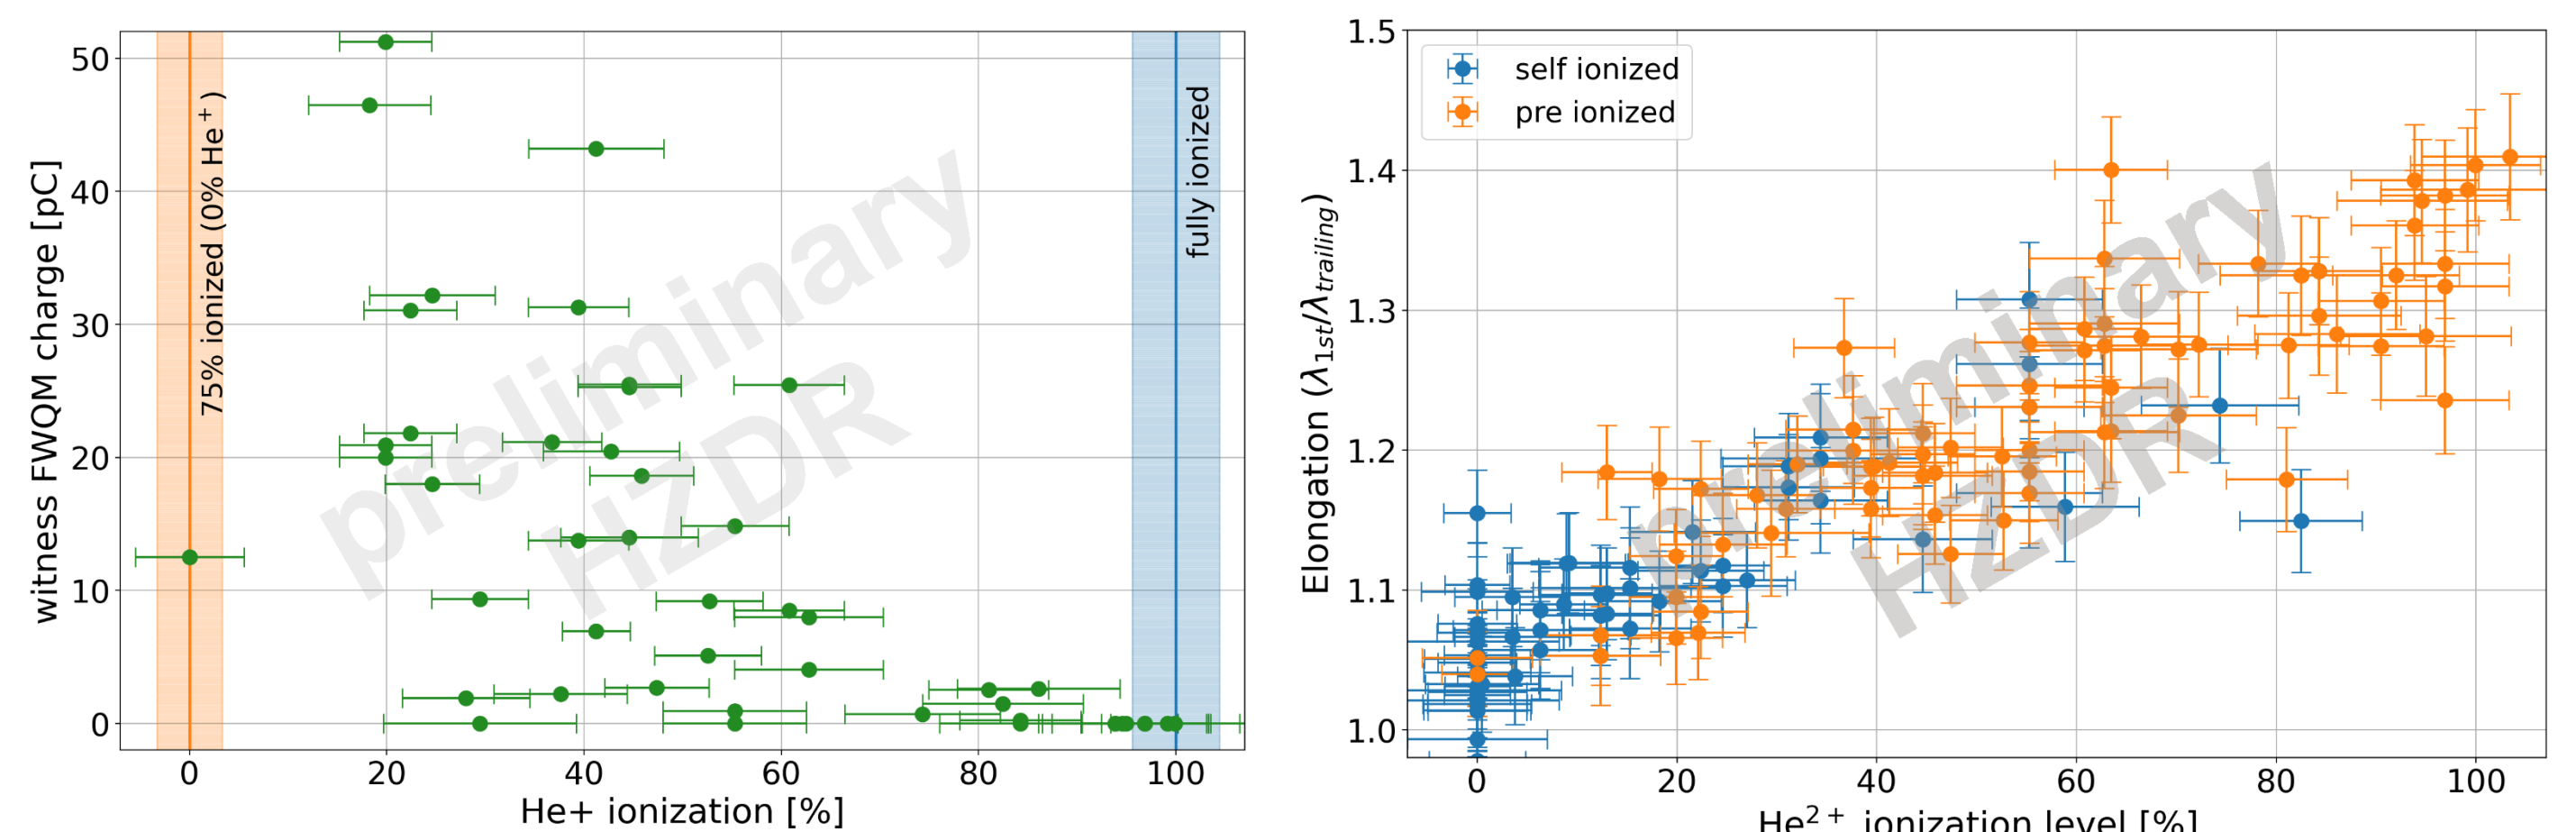 50
40
30
20
10
0
witness FWQM charge [pC]
75% ionized (0% He+)
fully ionized
preliminary
HZDR
0 20 40 60 80 100
He+ ionization [%]
1.5
1.4
1.3
1.2
1.1
1.0
Elongation (λ1st/λtrailing)
self ionized
pre ionized
preliminary
HZDR
0 20 40 60 80 100
He2+ ionization level [%]